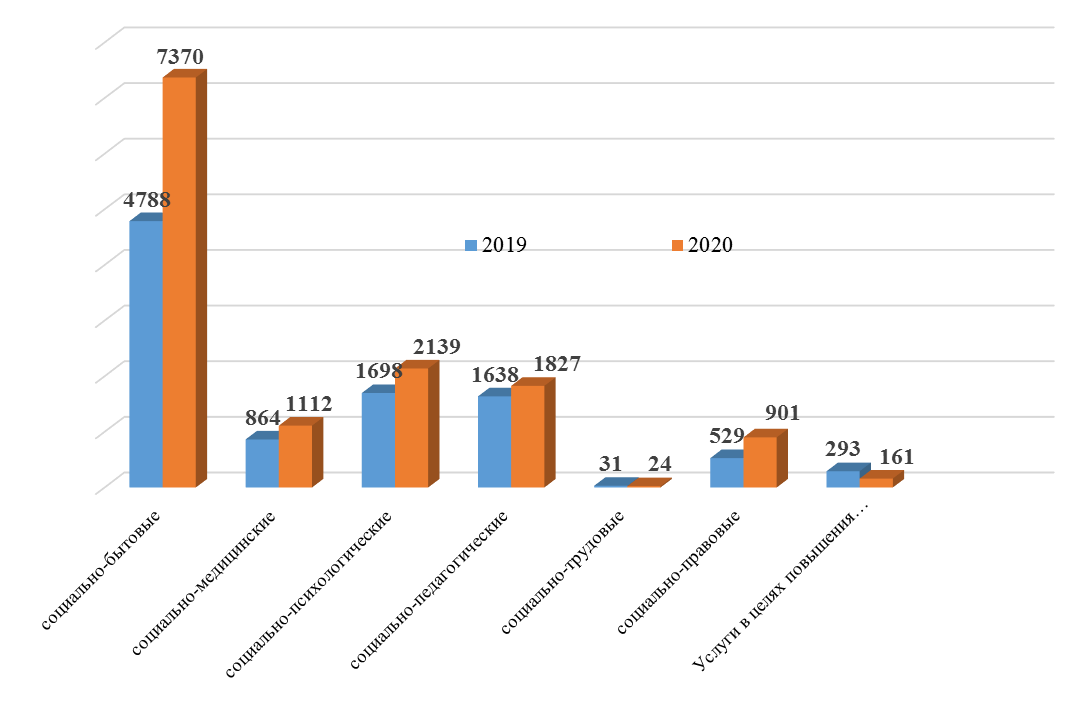 7370
4788
2019 2020
2139
1698
1827
1638
1112
864
901
529
31
24
293
161
социально-бытовые
социально-медицинские
социально-психологические
социально-педагогические
социально-трудовые
социально-правовые
Услуги в целях повышения…